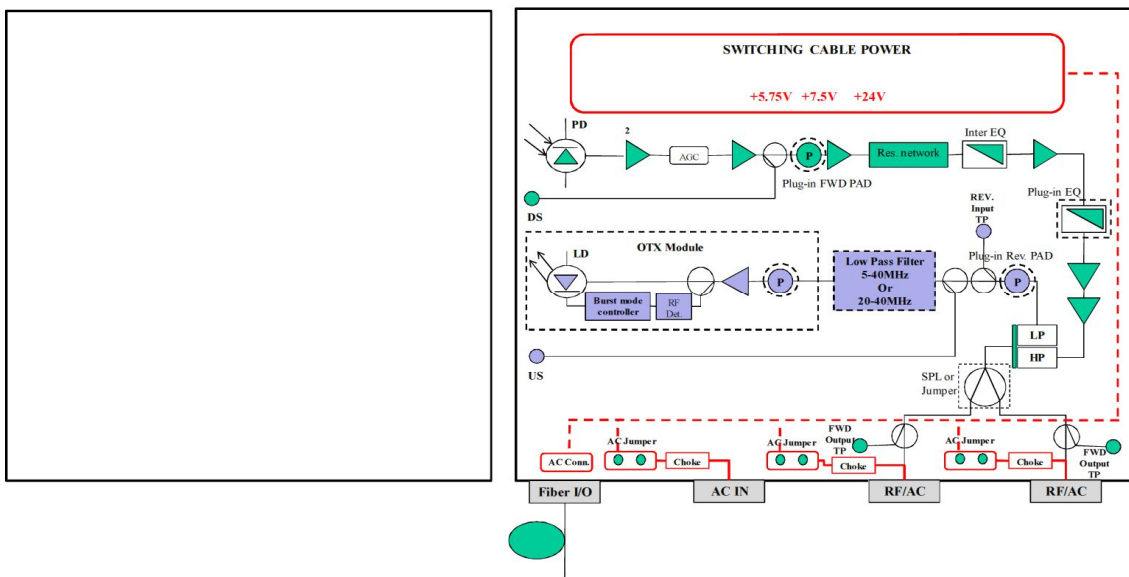 SWITCHING CABLE POWER
+5.75V +7.5V +24V
PD
2
AGC
P
Plug-in FWD PAD
Res. network
Inter EQ
Plug-in EQ
DS
REV.
Input
TP
OTX Module
LD
Burst mode
controller
RF
Det.
P
Low Pass Filter
5-40MHz
Or
20-40MHz
Plug-in Rev. PAD
P
LP
HP
US
SPL or
Jumper
AC Conn.
AC Jumper
Choke
AC Jumper
Choke
FWD
Output
TP
AC Jumper
Choke
FWD
Output
TP
Fiber I/O
AC IN
RF/AC
RF/AC